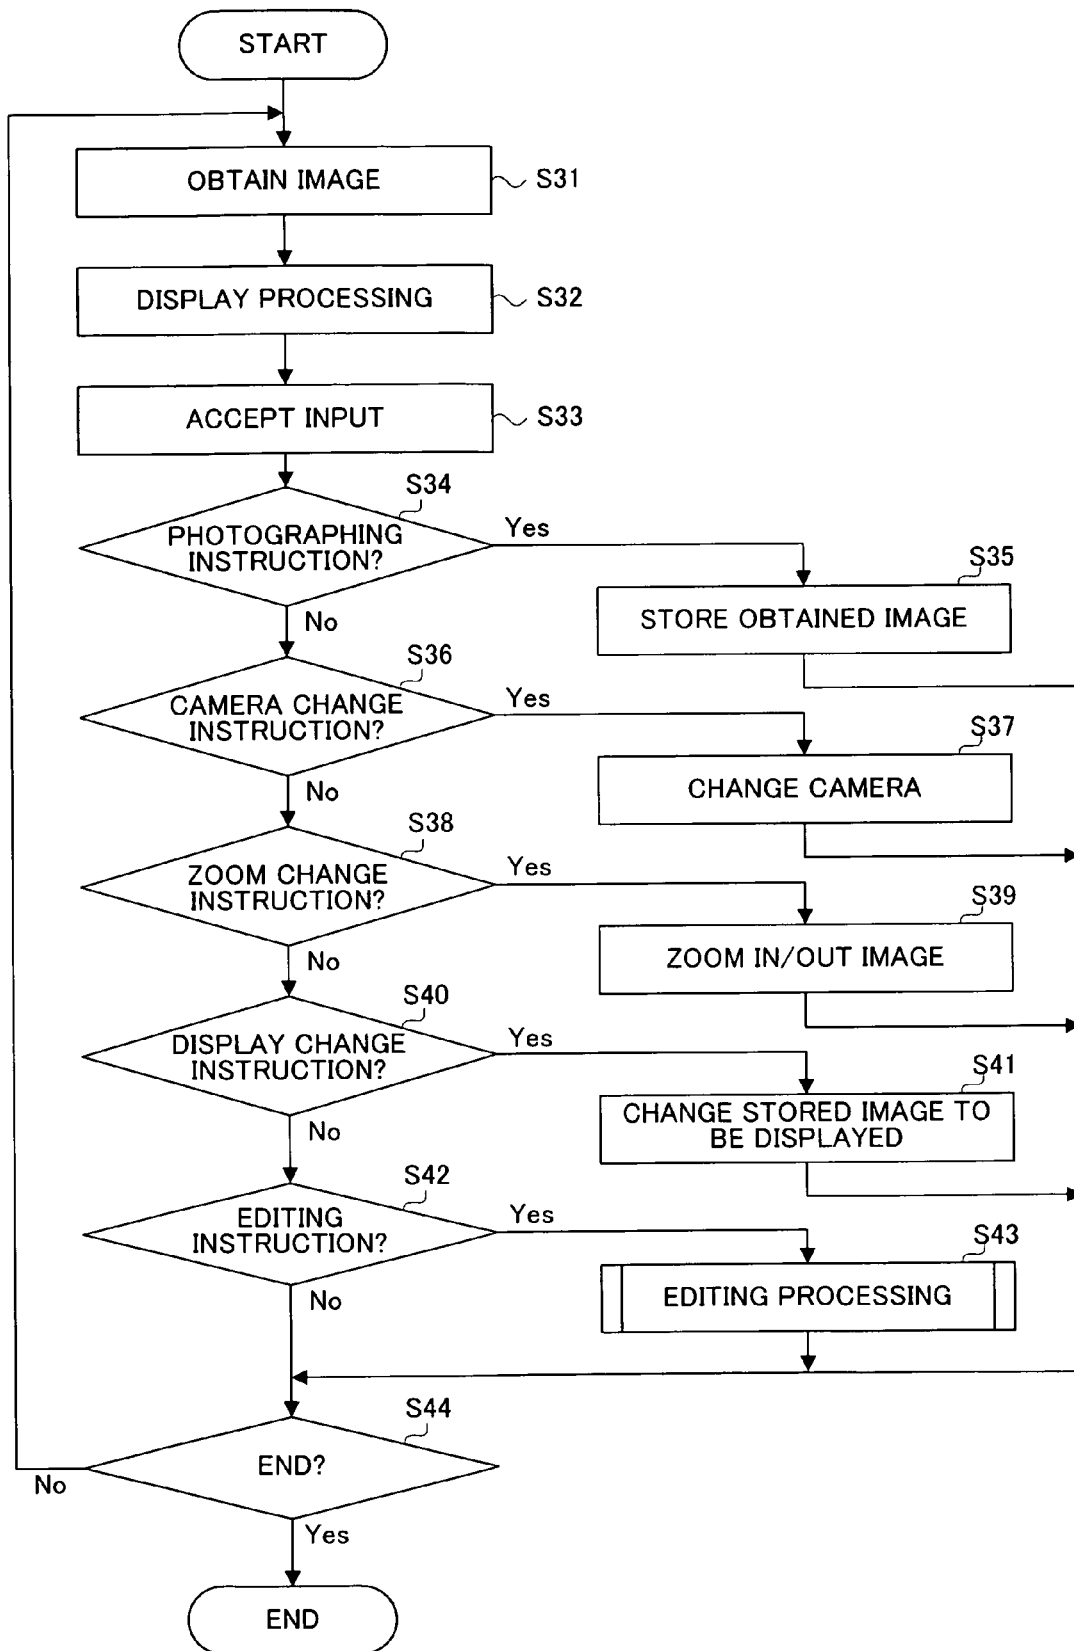 START
OBTAIN IMAGE
S31
DISPLAY PROCESSING
S32
ACCEPT INPUT
S33
S34
PHOTOGRAPHING
INSTRUCTION?
Yes
No
S35
STORE OBTAINED IMAGE
S36
CAMERA CHANGE
INSTRUCTION?
Yes
No
S37
CHANGE CAMERA
S38
ZOOM CHANGE
INSTRUCTION?
Yes
No
S39
ZOOM IN/OUT IMAGE
S40
DISPLAY CHANGE
INSTRUCTION?
Yes
No
S41
CHANGE STORED IMAGE TO
BE DISPLAYED
S42
EDITING
INSTRUCTION?
Yes
No
S43
EDITING PROCESSING
S44
END?
No
Yes
END